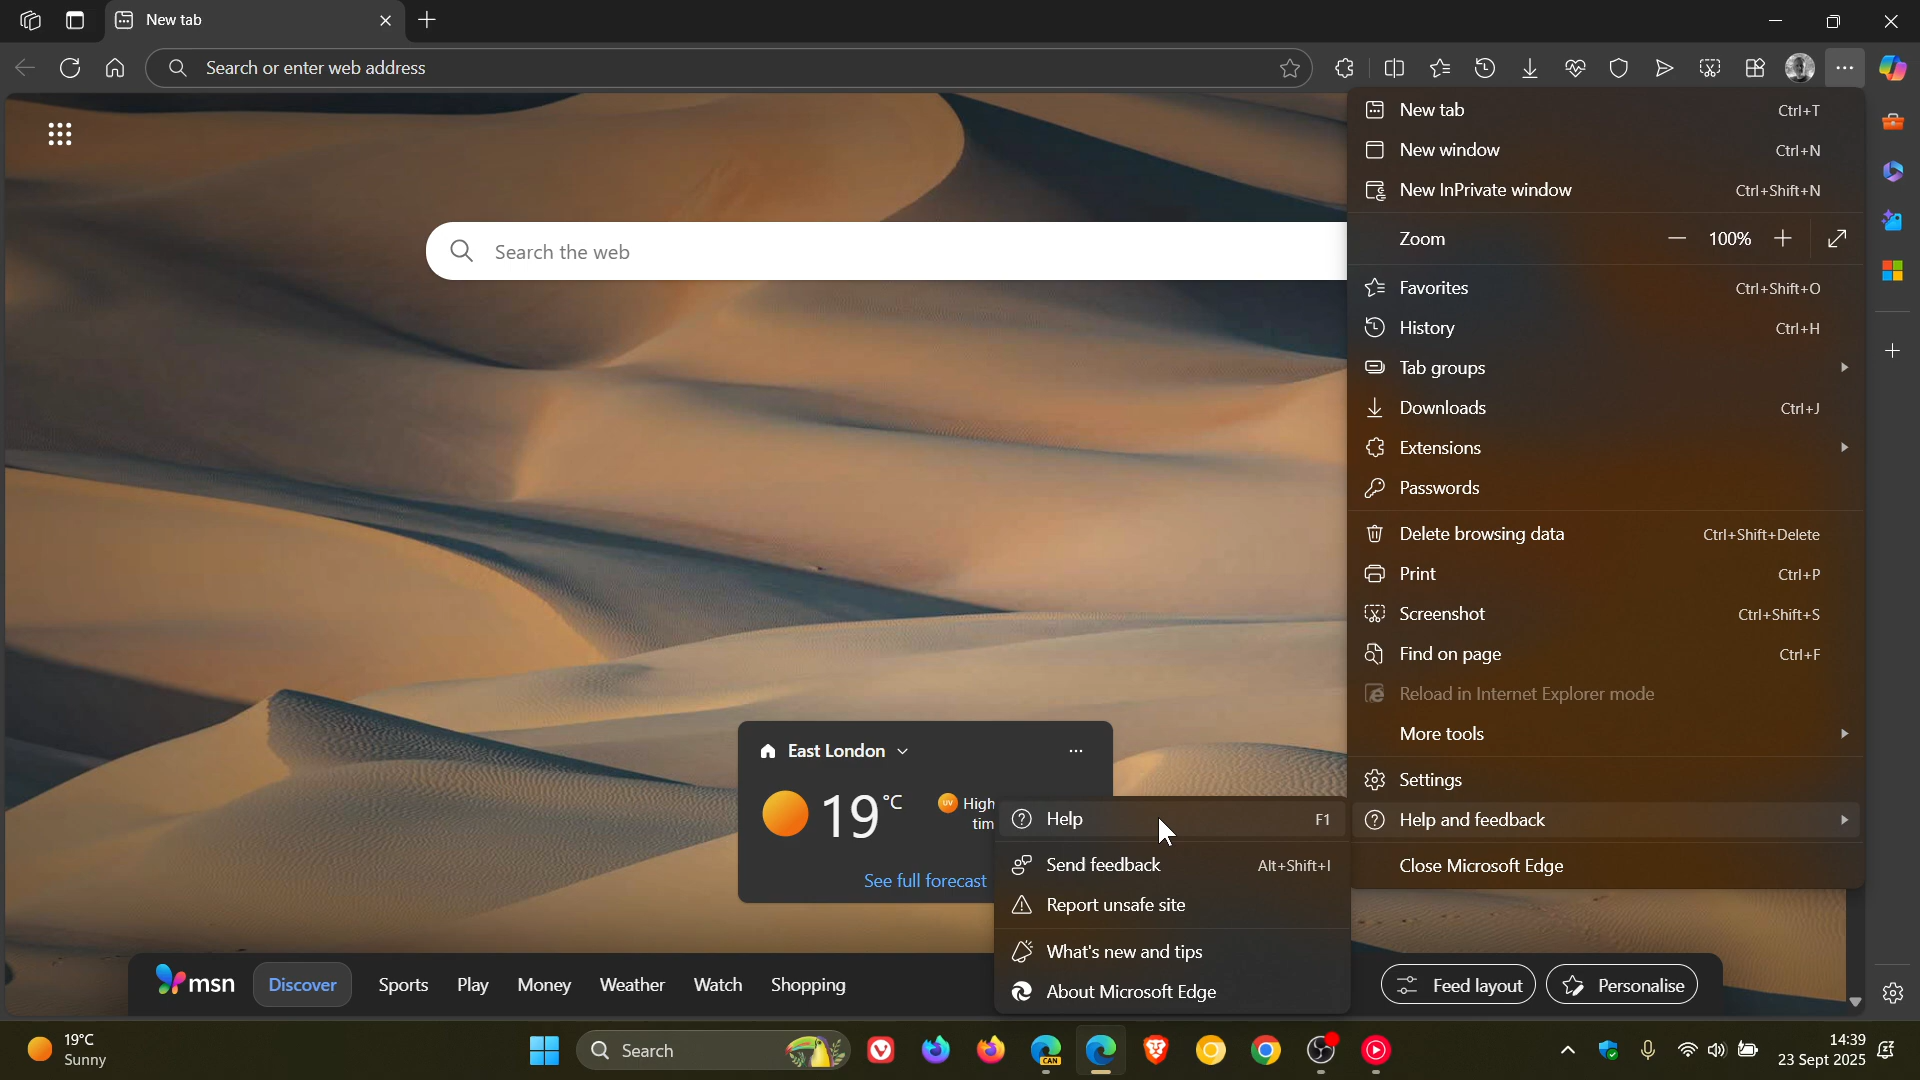 New tab
Search or enter web address
New tab Ctrl+T
New window Ctrl+N
New InPrivate window Ctrl+Shift+N
Zoom 100%
Search the web
Favorites Ctrl+Shift+O
History Ctrl+H
Tab groups
Downloads Ctrl+J
Extensions
Passwords
Delete browsing data Ctrl+Shift+Delete
Print Ctrl+P
Screenshot Ctrl+Shift+S
Find on page Ctrl+F
Reload in Internet Explorer mode
More tools
Settings
Help and feedback
Close Microsoft Edge
East London
19 °C
UV High
tim
See full forecast
Help F1
Send feedback Alt+Shift+I
Report unsafe site
What's new and tips
About Microsoft Edge
msn Discover Sports Play Money Weather Watch Shopping
Feed layout Personalise
19°C
Sunny
Search
CAN
14:39
23 Sept 2025